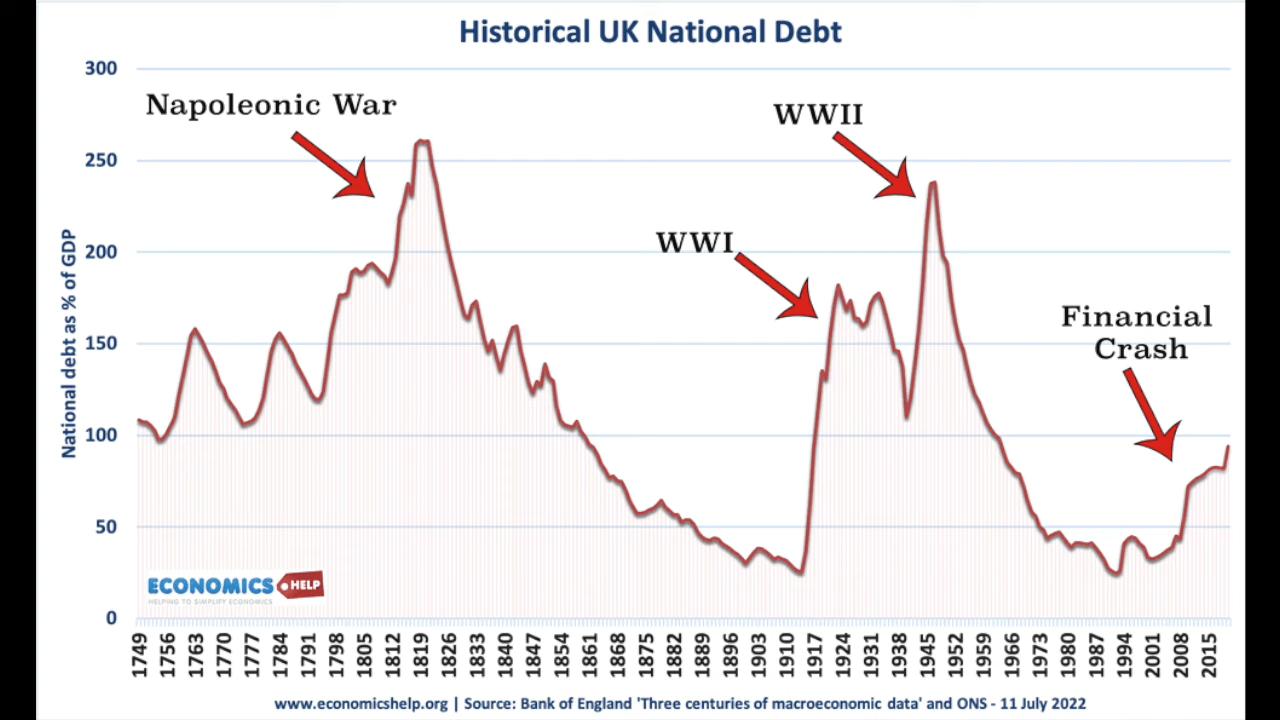 Historical UK National Debt
National debt as % of GDP
300
250
200
150
100
50
0
Napoleonic War
WWI
WWII
Financial
Crash
ECONOMICS HELP
HELPING TO SIMPLIFY ECONOMICS
1749 1756 1763 1770 1777 1784 1791 1798 1805 1812 1819 1826 1833 1840 1847 1854 1861 1868 1875 1882 1889 1896 1903 1910 1917 1924 1931 1938 1945 1952 1959 1966 1973 1980 1987 1994 2001 2008 2015
www.economicshelp.org | Source: Bank of England 'Three centuries of macroeconomic data' and ONS - 11 July 2022